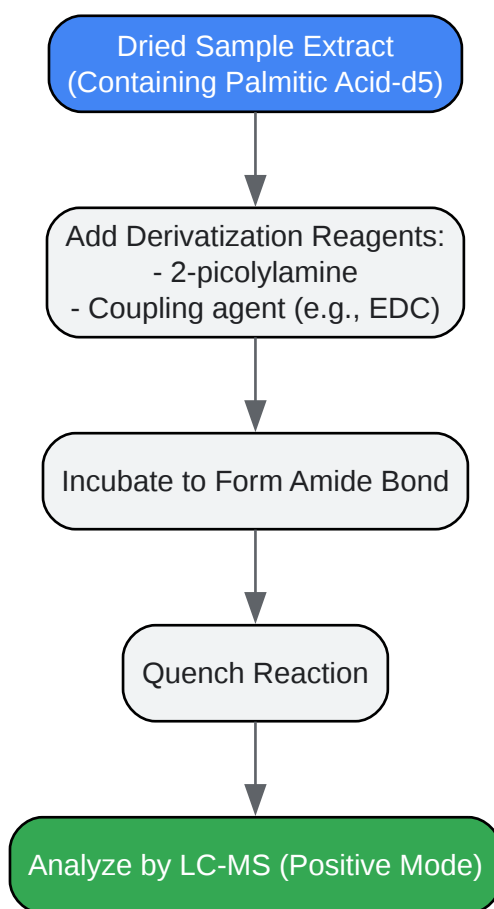 Dried Sample Extract
(Containing Palmitic Acid-d5)
Add Derivatization Reagents:
- 2-picolylamine
- Coupling agent (e.g., EDC)
Incubate to Form Amide Bond
Quench Reaction
Analyze by LC-MS (Positive Mode)